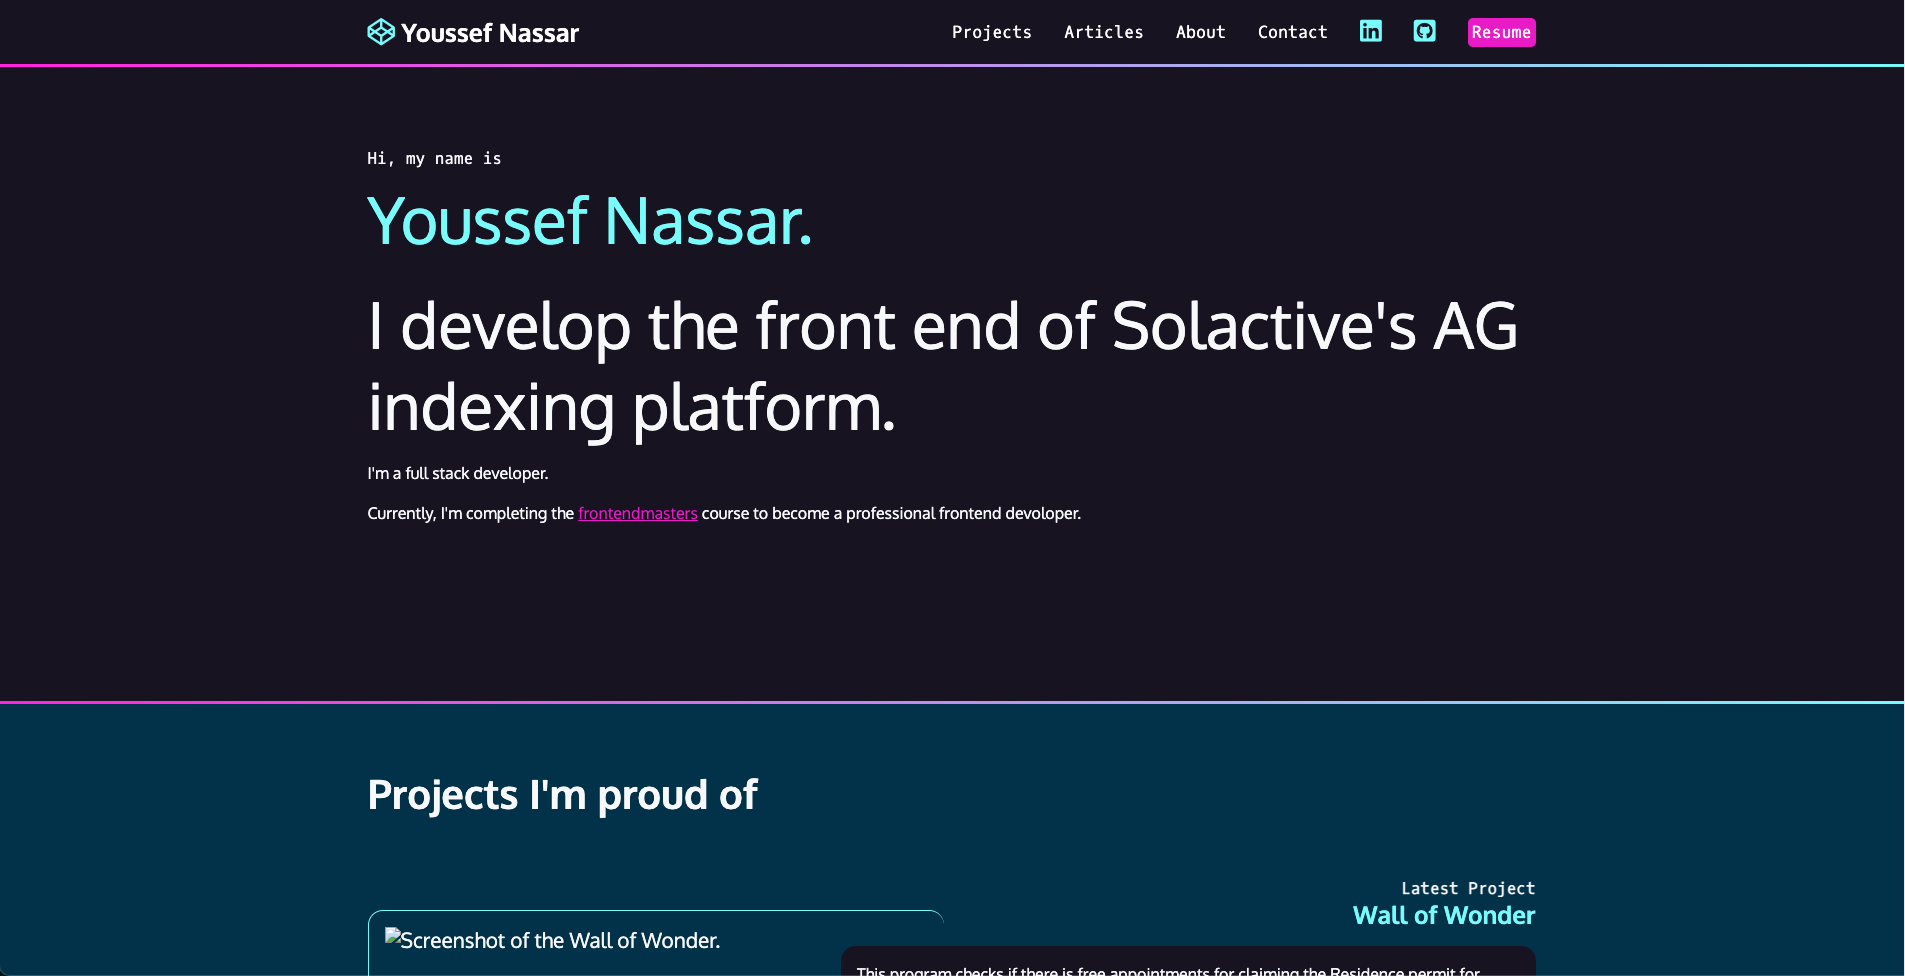 Youssef Nassar
Projects Articles About Contact Resume
Hi, my name is
Youssef Nassar.
I develop the front end of Solactive's AG
indexing platform.
I'm a full stack developer.
Currently, I'm completing the frontendmasters course to become a professional frontend devoloper.
Projects I'm proud of
Latest Project
Wall of Wonder
Screenshot of the Wall of Wonder.
This program checks if there is free appointments for claiming the Residence permit for